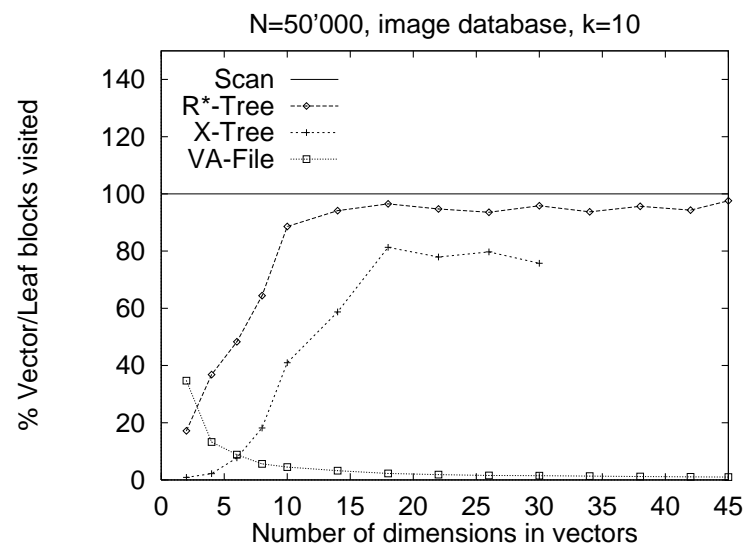 N=50'000, image database, k=10
% Vector/Leaf blocks visited
140
120
100
80
60
40
20
0
Scan
R*-Tree
X-Tree
VA-File
0 5 10 15 20 25 30 35 40 45
Number of dimensions in vectors